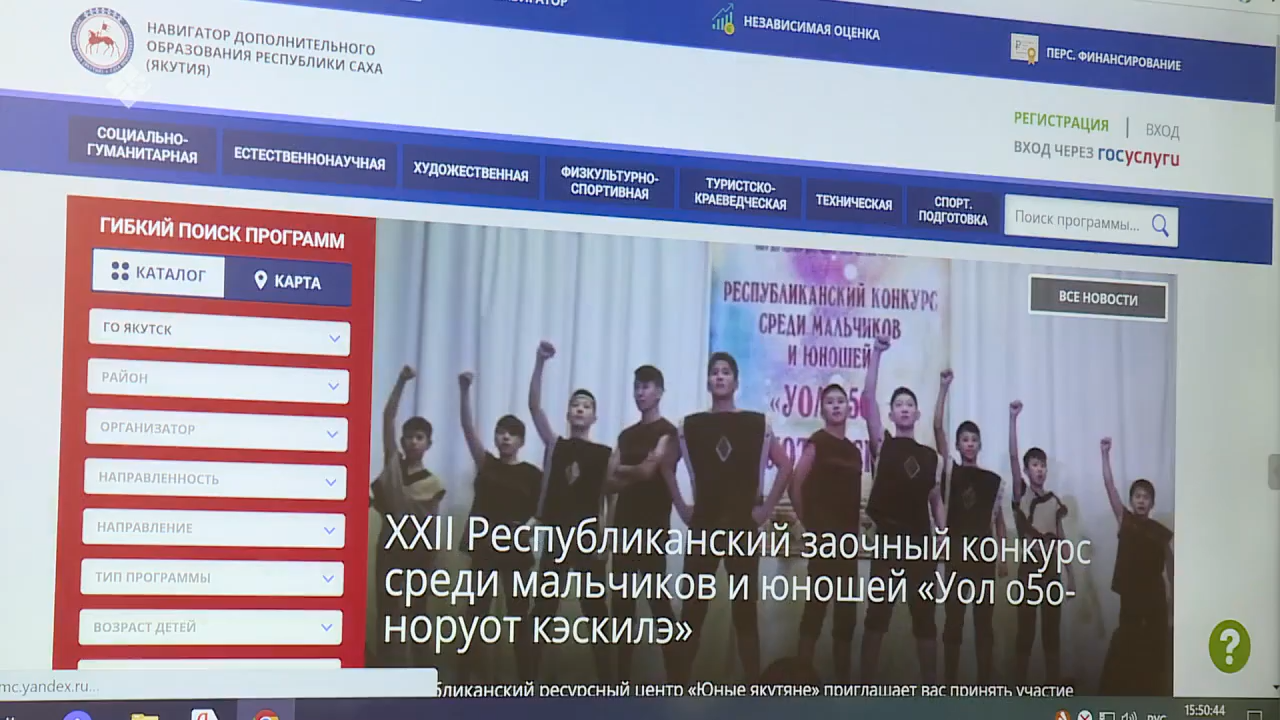 НЕЗАВИСИМАЯ ОЦЕНКА
ПЕРС. ФИНАНСИРОВАНИЕ
НАВИГАТОР ДОПОЛНИТЕЛЬНОГО
ОБРАЗОВАНИЯ РЕСПУБЛИКИ САХА
(ЯКУТИЯ)
РЕГИСТРАЦИЯ | ВХОД
ВХОД ЧЕРЕЗ госуслуги
СОЦИАЛЬНО-
ГУМАНИТАРНАЯ
ЕСТЕСТВЕННОНАУЧНАЯ
ХУДОЖЕСТВЕННАЯ
ФИЗКУЛЬТУРНО-
СПОРТИВНАЯ
ТУРИСТСКО-
КРАЕВЕДЧЕСКАЯ
ТЕХНИЧЕСКАЯ
СПОРТ.
ПОДГОТОВКА
Поиск программы...
ГИБКИЙ ПОИСК ПРОГРАММ
КАТАЛОГ
КАРТА
ГО ЯКУТСК
РАЙОН
ОРГАНИЗАТОР
НАПРАВЛЕННОСТЬ
НАПРАВЛЕНИЕ
ТИП ПРОГРАММЫ
ВОЗРАСТ ДЕТЕЙ
ВСЕ НОВОСТИ
РЕСПУБЛИКАНСКИЙ КОНКУРС
СРЕДИ МАЛЬЧИКОВ
И ЮНОШЕЙ
XXII Республиканский заочный конкурс
среди мальчиков и юношей «Уол о5о-
норуот кэскилэ»
ресурсный центр «Юные якутяне» приглашает вас принять участие
mc.yandex.ru...
?
РУС
15:50:44